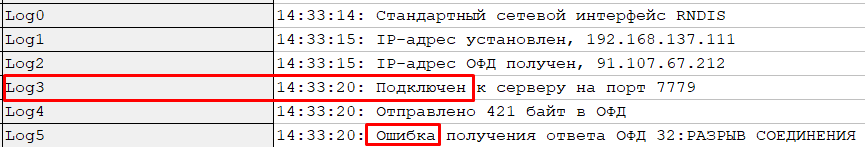 Log0 14:33:14: Стандартный сетевой интерфейс RNDIS
Log1 14:33:15: IP-адрес установлен, 192.168.137.111
Log2 14:33:15: IP-адрес ОФД получен, 91.107.67.212
Log3 14:33:20: Подключен к серверу на порт 7779
Log4 14:33:20: Отправлено 421 байт в ОФД
Log5 14:33:20: Ошибка получения ответа ОФД 32:РАЗРЫВ СОЕДИНЕНИЯ